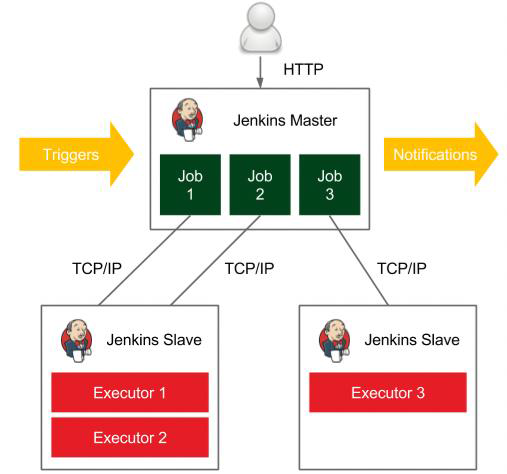 HTTP
Jenkins Master
Triggers
Notifications
Job
1
Job
2
Job
3
TCP/IP
TCP/IP
TCP/IP
Jenkins Slave
Executor 1
Executor 2
Jenkins Slave
Executor 3